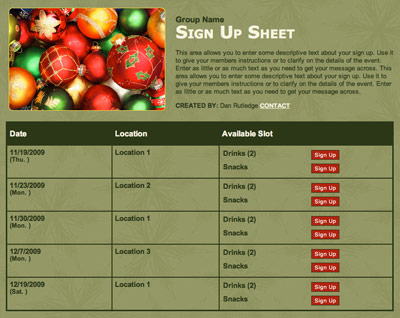 Group Name
SIGN UP SHEET
This area allows you to enter some descriptive text about your sign up. Use it
to give your members instructions or to clarify on the details of the event.
Enter as little or as much text as you need to get your message across. This
area allows you to enter some descriptive text about your sign up. Use it to
give your members instructions or to clarify on the details of the event. Enter
as little or as much text as you need to get your message across.
CREATED BY: Dan Rutledge CONTACT
Date Location Available Slot
11/19/2009 Location 1 Drinks (2) Sign Up
(Thu. )
Snacks Sign Up
11/23/2009 Location 2 Drinks (2) Sign Up
(Mon. )
Snacks Sign Up
11/30/2009 Location 1 Drinks (2) Sign Up
(Mon. )
Snacks Sign Up
12/7/2009 Location 3 Drinks (2) Sign Up
(Mon. )
Snacks Sign Up
12/19/2009 Location 1 Drinks (2) Sign Up
(Sat. )
Snacks Sign Up